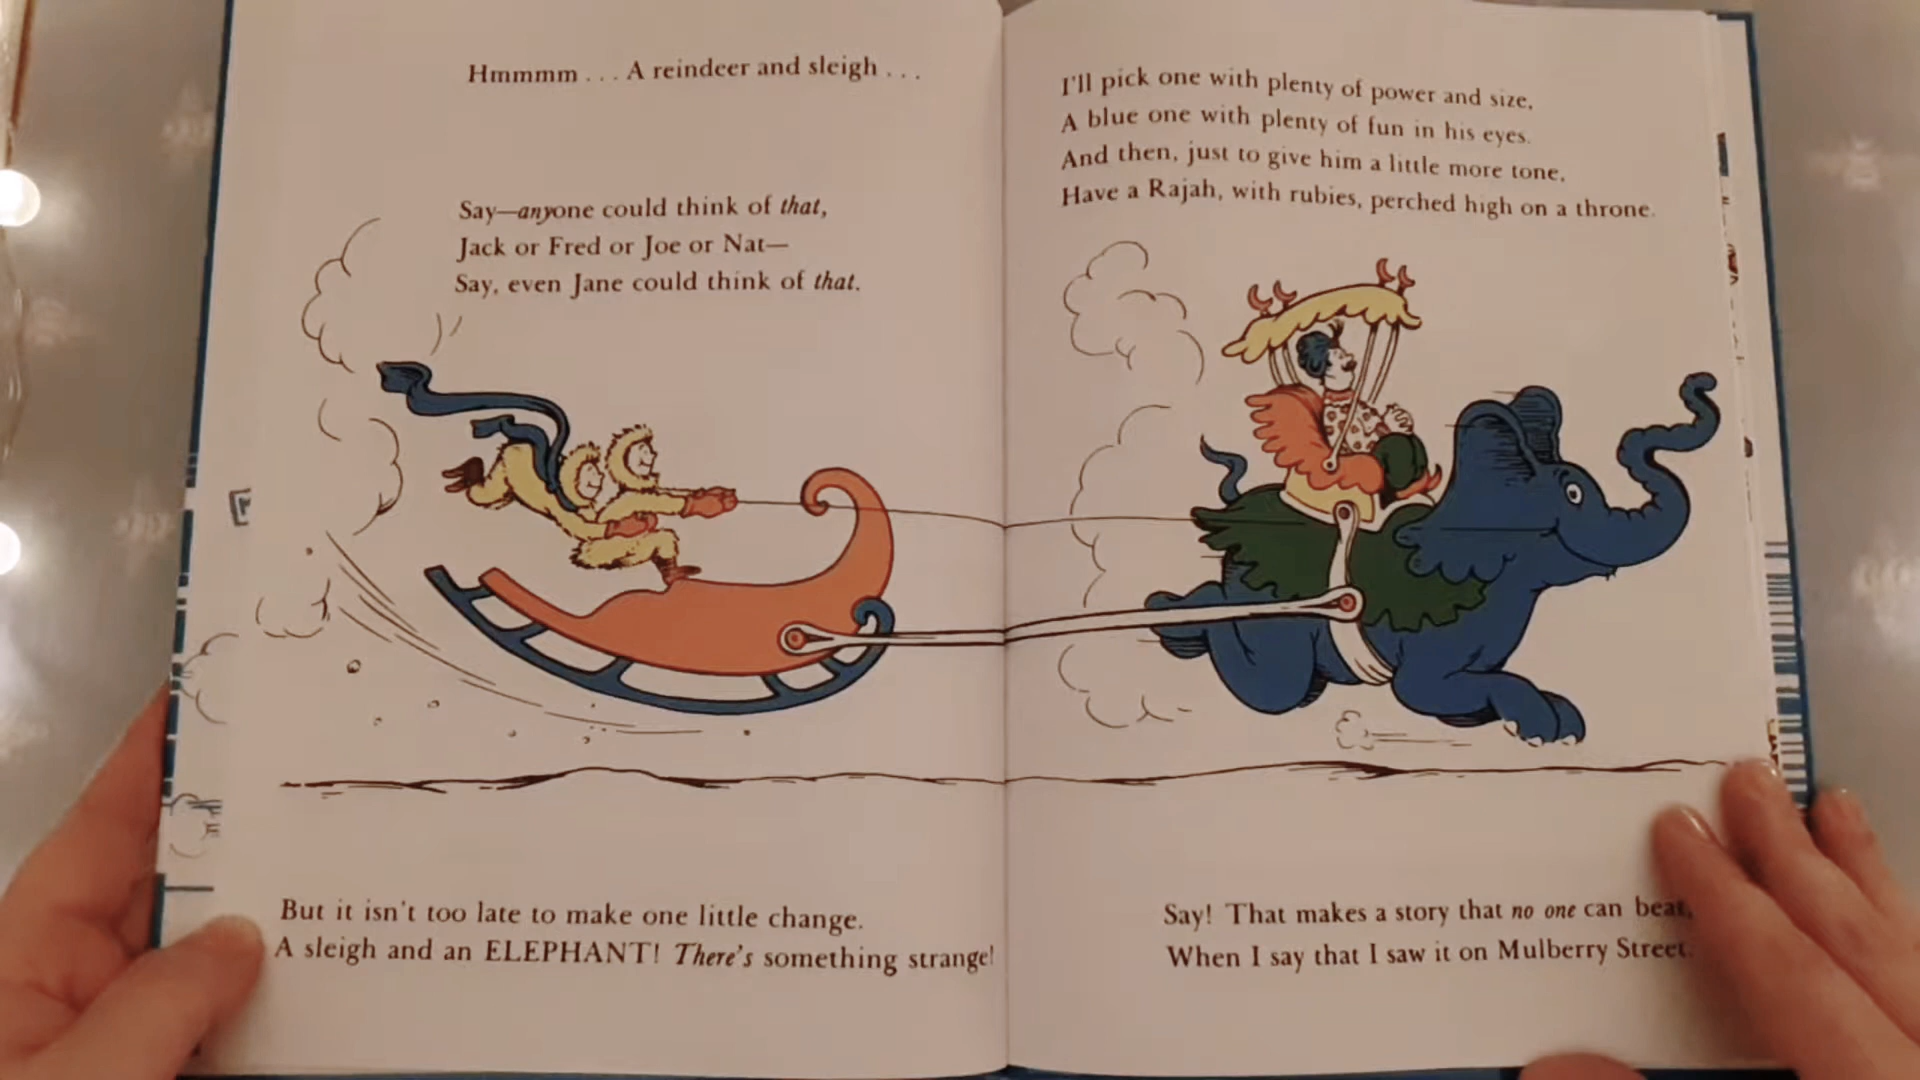 Hmmmm . . . A reindeer and sleigh . . .
Say—anyone could think of that,
Jack or Fred or Joe or Nat—
Say, even Jane could think of that.
But it isn't too late to make one little change.
A sleigh and an ELEPHANT! There's something strange!
I'll pick one with plenty of power and size,
A blue one with plenty of fun in his eyes.
And then, just to give him a little more tone,
Have a Rajah, with rubies, perched high on a throne.
Say! That makes a story that no one can beat,
When I say that I saw it on Mulberry Street.